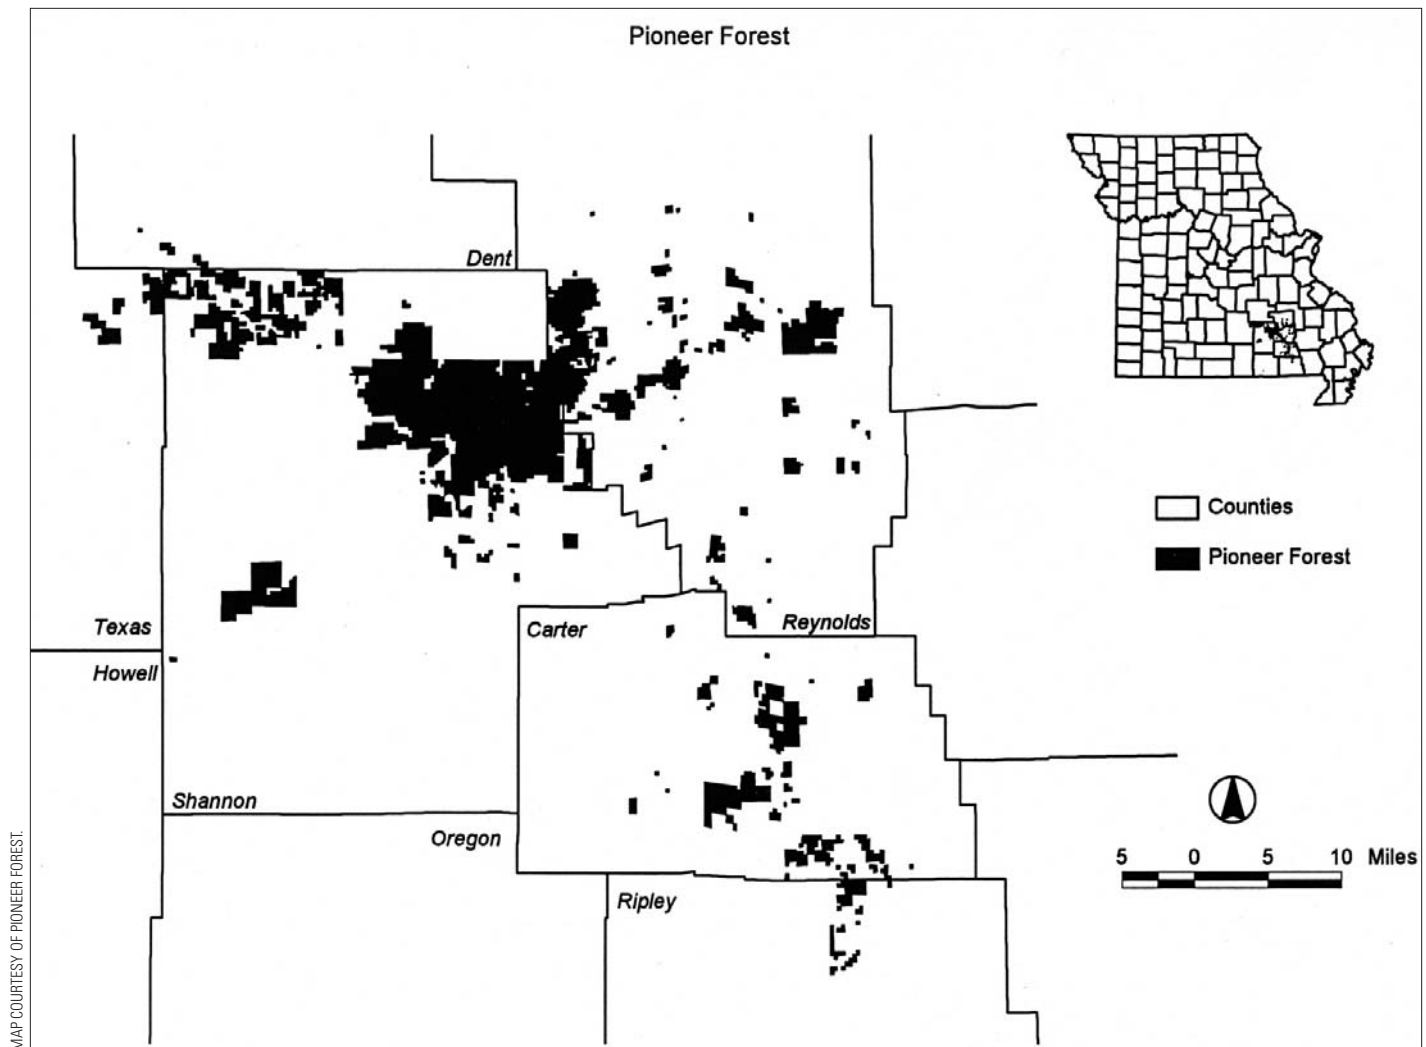 Pioneer Forest
Dent
Counties
Pioneer Forest
Texas
Carter
Reynolds
Howell
Shannon
Oregon
5 0 5 10 Miles
Ripley
MAP COURTESY OF PIONEER FOREST.